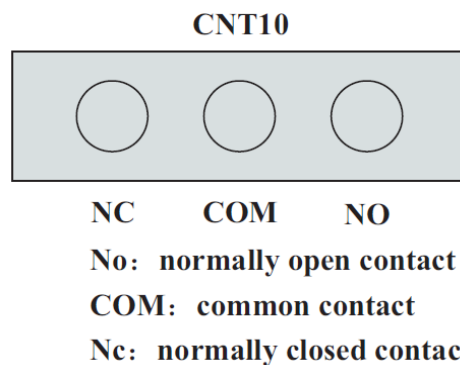 CNT10
NC COM NO
No: normally open contact
COM: common contact
Nc: normally closed contac